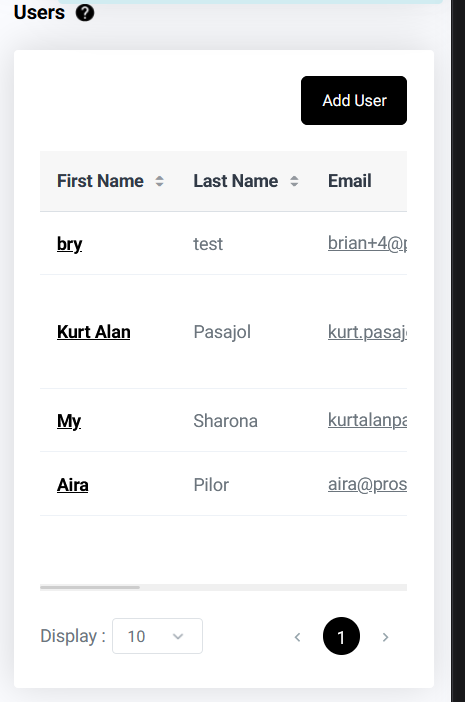 Users ?
Add User
First Name Last Name Email
bry test brian+4@p
Kurt Alan Pasajol kurt.pasaj
My Sharona kurtalanpa
Aira Pilor aira@pros
Display : 10 1